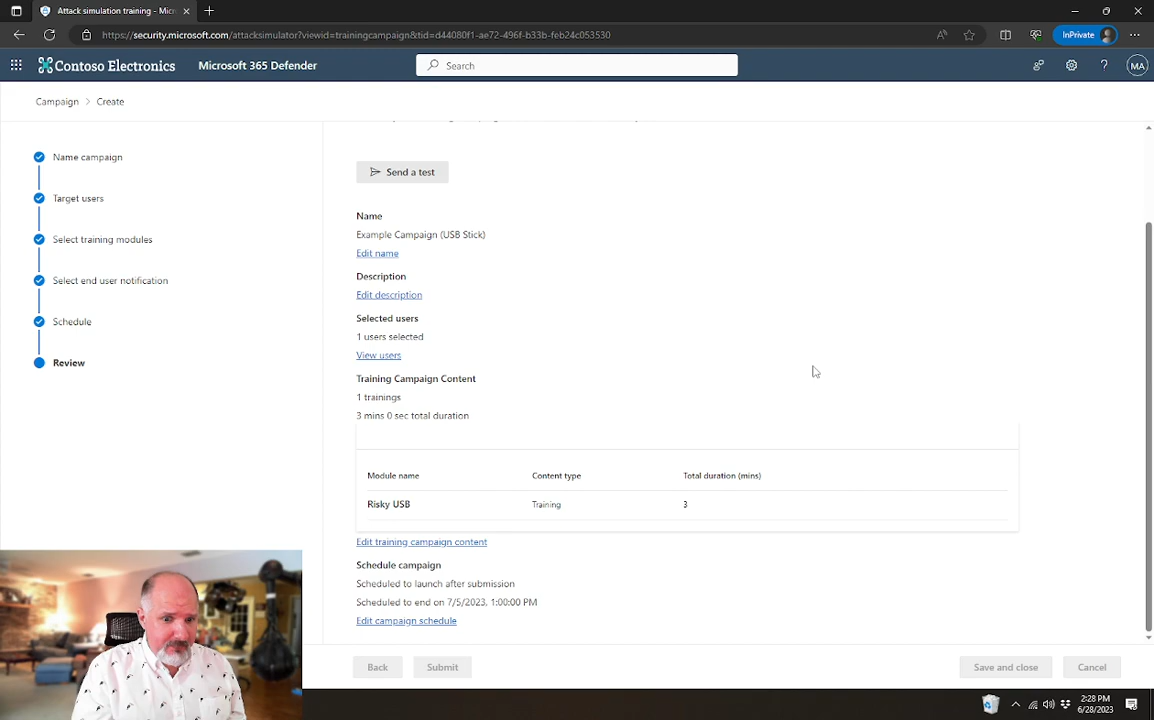 Attack simulation training - Micr
https://security.microsoft.com/attacksimulator?viewid=trainingcampaign&tid=d44080f1-ae72-496f-b33b-feb24c053530
InPrivate
Contoso Electronics
Microsoft 365 Defender
Search
MA
Campaign > Create
Name campaign
Target users
Select training modules
Select end user notification
Schedule
Review
Send a test
Name
Example Campaign (USB Stick)
Edit name
Description
Edit description
Selected users
1 users selected
View users
Training Campaign Content
1 trainings
3 mins 0 sec total duration
Module name Content type Total duration (mins)
Risky USB Training 3
Edit training campaign content
Schedule campaign
Scheduled to launch after submission
Scheduled to end on 7/5/2023, 1:00:00 PM
Edit campaign schedule
Back Submit Save and close Cancel
2:28 PM
6/28/2023